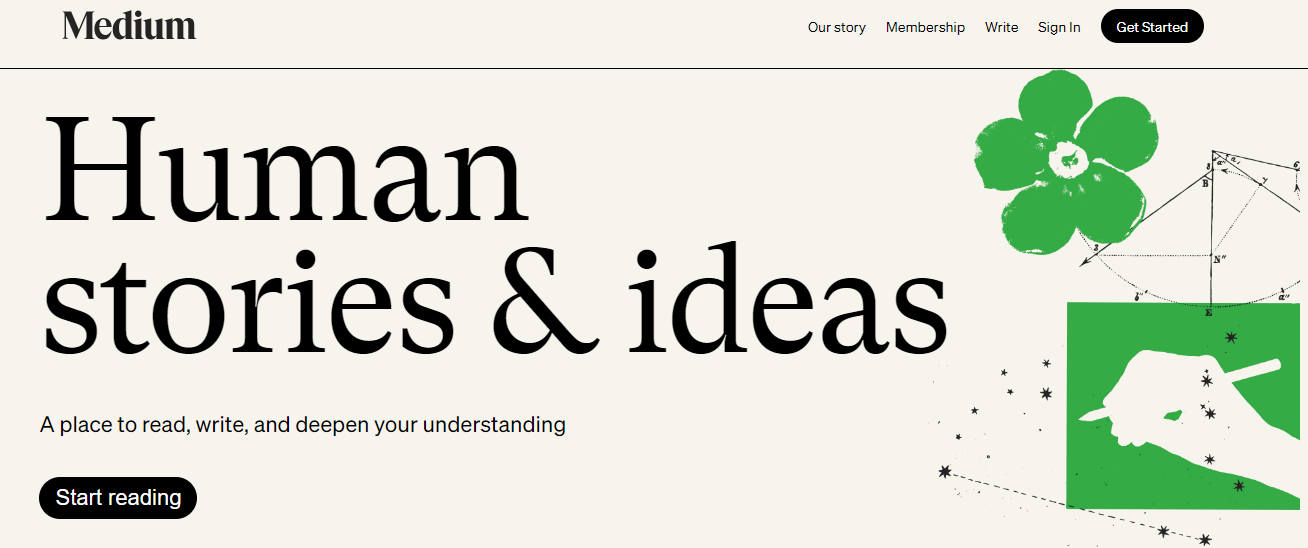 Medium
Our story Membership Write Sign In Get Started
Human
stories & ideas
A place to read, write, and deepen your understanding
Start reading
B
N"
E